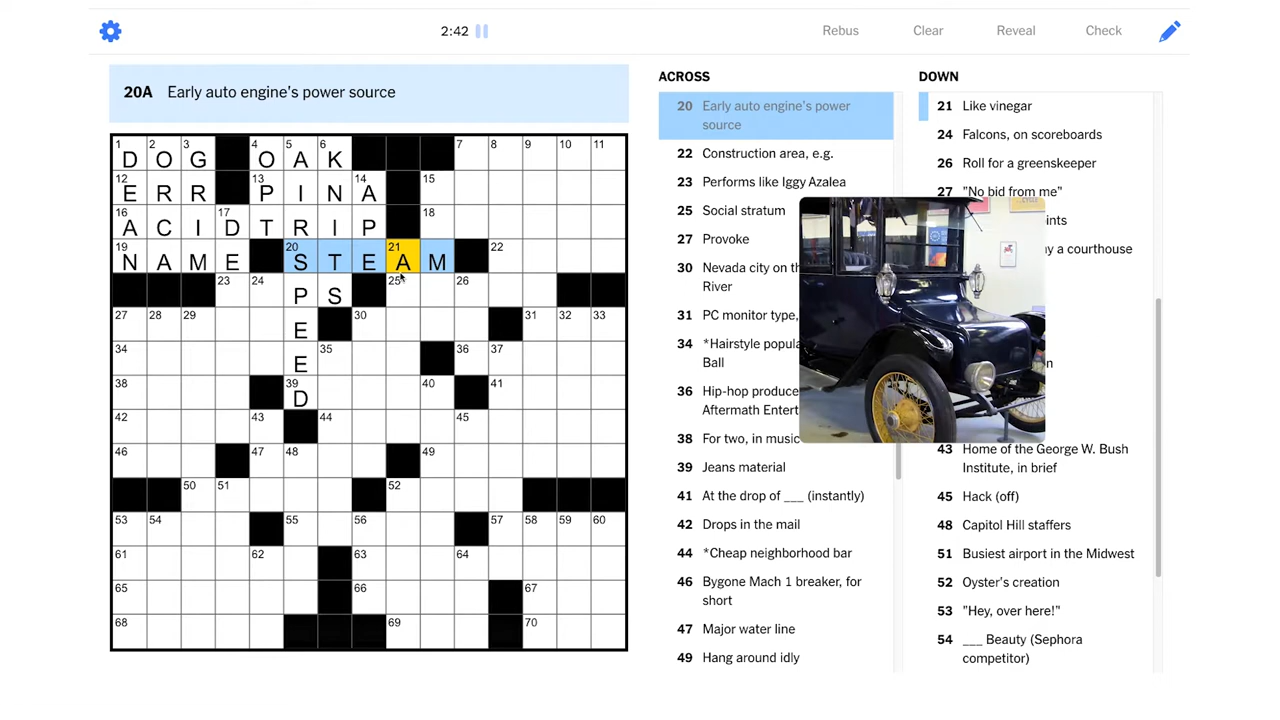 2:42
Rebus Clear Reveal Check
20A Early auto engine's power source
1 2 3 4 5 6 7 8 9 10 11
D O G O A K
12 13 14 15
E R R P I N A
16 17 18
A C I D T R I P
19 20 21 22
N A M E S T E A M
23 24 25 26
P S
27 28 29 30 31 32 33
E
34 35 36 37
E
38 39 40 41
D
42 43 44 45
46 47 48 49
50 51 52
53 54 55 56 57 58 59 60
61 62 63 64
65 66 67
68 69 70
ACROSS
20 Early auto engine's power
source
22 Construction area, e.g.
23 Performs like Iggy Azalea
25 Social stratum
27 Provoke
30 Nevada city on th
River
31 PC monitor type,
34 *Hairstyle popula
Ball
36 Hip-hop produce
Aftermath Entert
38 For two, in music
39 Jeans material
41 At the drop of ___ (instantly)
42 Drops in the mail
44 *Cheap neighborhood bar
46 Bygone Mach 1 breaker, for
short
47 Major water line
49 Hang around idly
DOWN
21 Like vinegar
24 Falcons, on scoreboards
26 Roll for a greenskeeper
27 "No bid from me"
ints
y a courthouse
n
43 Home of the George W. Bush
Institute, in brief
45 Hack (off)
48 Capitol Hill staffers
51 Busiest airport in the Midwest
52 Oyster's creation
53 "Hey, over here!"
54 ___ Beauty (Sephora
competitor)